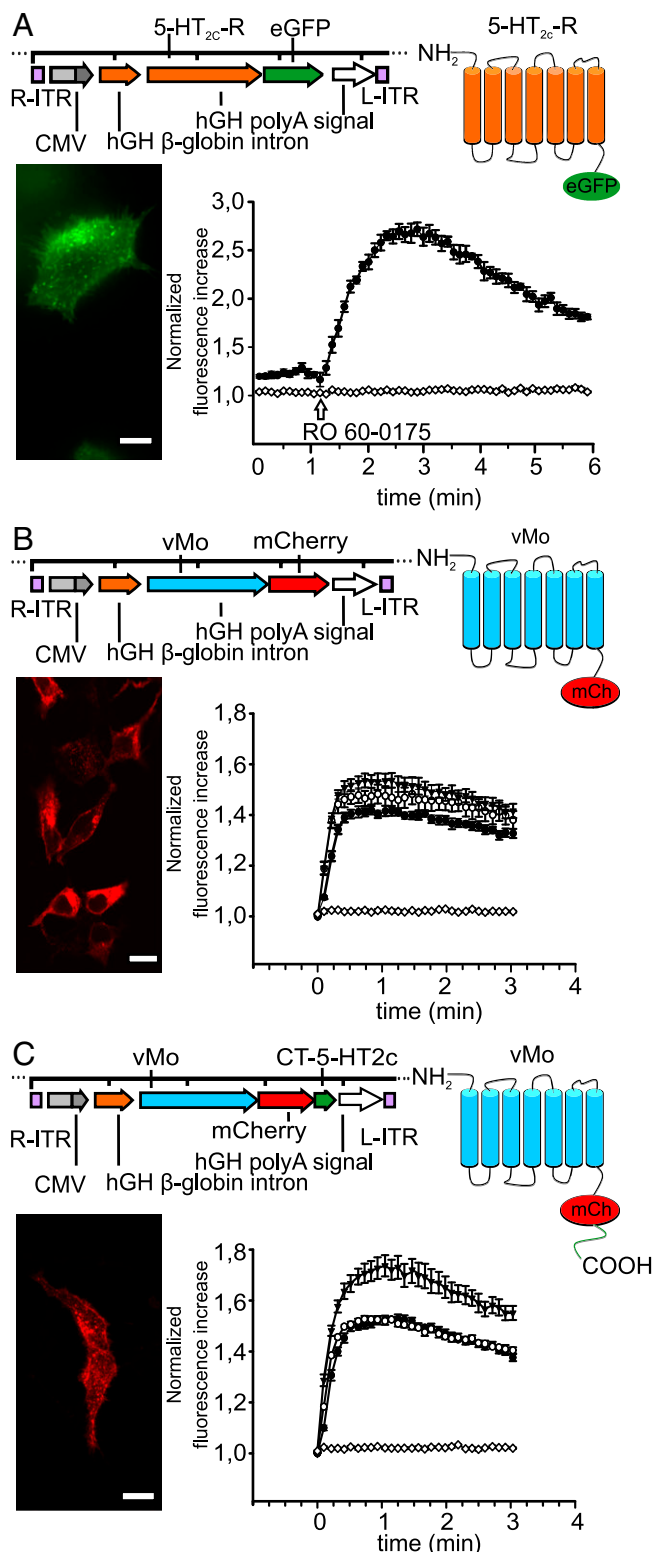 A
5-HT2C-R
eGFP
5-HT2C-R
NH2
R-ITR
L-ITR
hGH polyA signal
CMV
hGH β-globin intron
eGFP
Normalized
fluorescence increase
3,0
2,5
2,0
1,5
1,0
RO 60-0175
0 1 2 3 4 5 6
time (min)
B
vMo
mCherry
vMo
NH2
R-ITR
L-ITR
hGH polyA signal
CMV
hGH β-globin intron
mCh
Normalized
fluorescence increase
1,8
1,6
1,4
1,2
1,0
0 1 2 3 4
time (min)
C
vMo
CT-5-HT2c
vMo
NH2
R-ITR
mCherry
L-ITR
hGH polyA signal
CMV
hGH β-globin intron
mCh
COOH
Normalized
fluorescence increase
1,8
1,6
1,4
1,2
1,0
0 1 2 3 4
time (min)